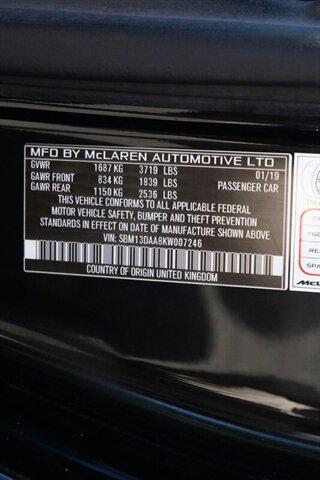 MFD BY McLAREN AUTOMOTIVE LTD
GVWR 1687 KG 3719 LBS 01/19
GAWR FRONT 834 KG 1839 LBS
GAWR REAR 1150 KG 2536 LBS PASSENGER CAR
THIS VEHICLE CONFORMS TO ALL APPLICABLE FEDERAL
MOTOR VEHICLE SAFETY, BUMPER AND THEFT PREVENTION
STANDARDS IN EFFECT ON DATE OF MANUFACTURE SHOWN ABOVE
VIN: SBM13DAA8KW007246
COUNTRY OF ORIGIN UNITED KINGDOM